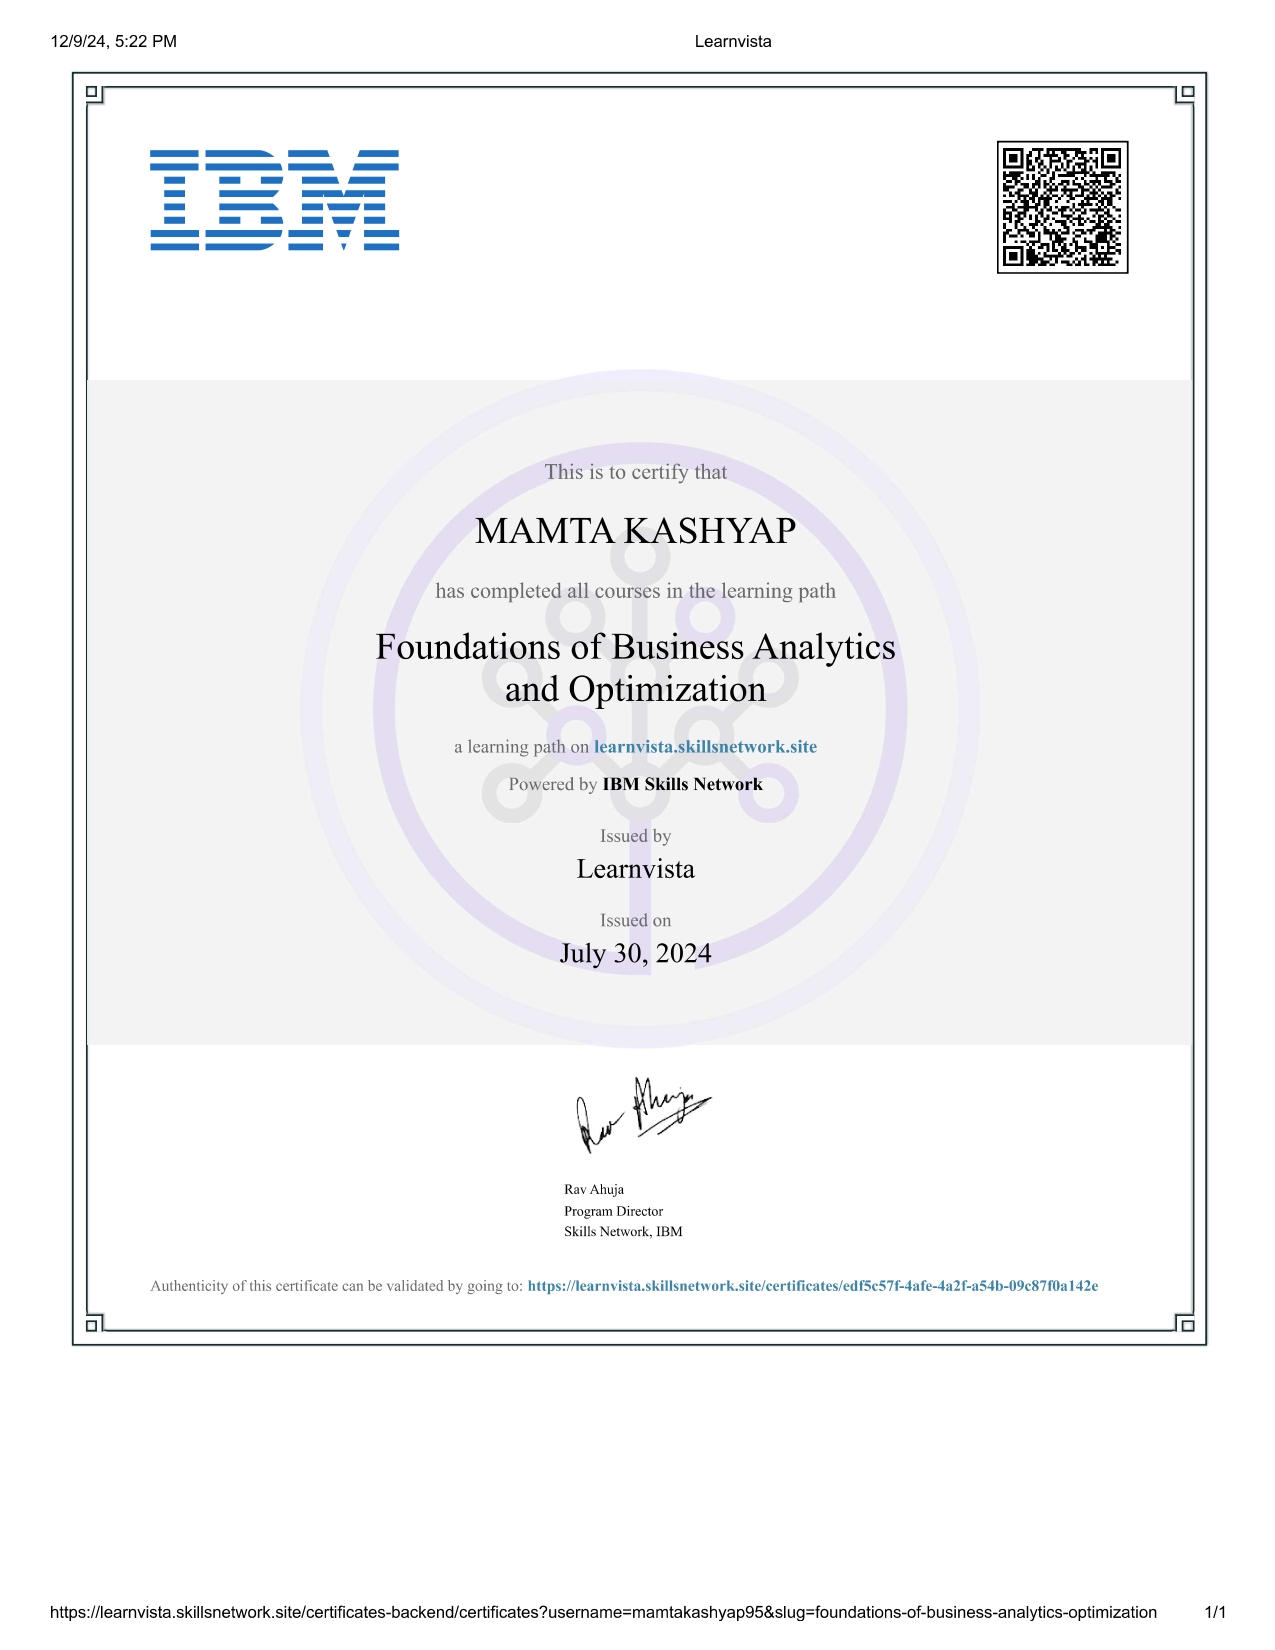 12/9/24, 5:22 PM
Learnvista
IBM
This is to certify that
MAMTA KASHYAP
has completed all courses in the learning path
Foundations of Business Analytics
and Optimization
a learning path on learnvista.skillsnetwork.site
Powered by IBM Skills Network
Issued by
Learnvista
Issued on
July 30, 2024
Rav Ahuja
Rav Ahuja
Program Director
Skills Network, IBM
Authenticity of this certificate can be validated by going to: https://learnvista.skillsnetwork.site/certificates/edf5c57f-4afe-4a2f-a54b-09c87f0a142e
https://learnvista.skillsnetwork.site/certificates-backend/certificates?username=mamtakashyap95&slug=foundations-of-business-analytics-optimization
1/1